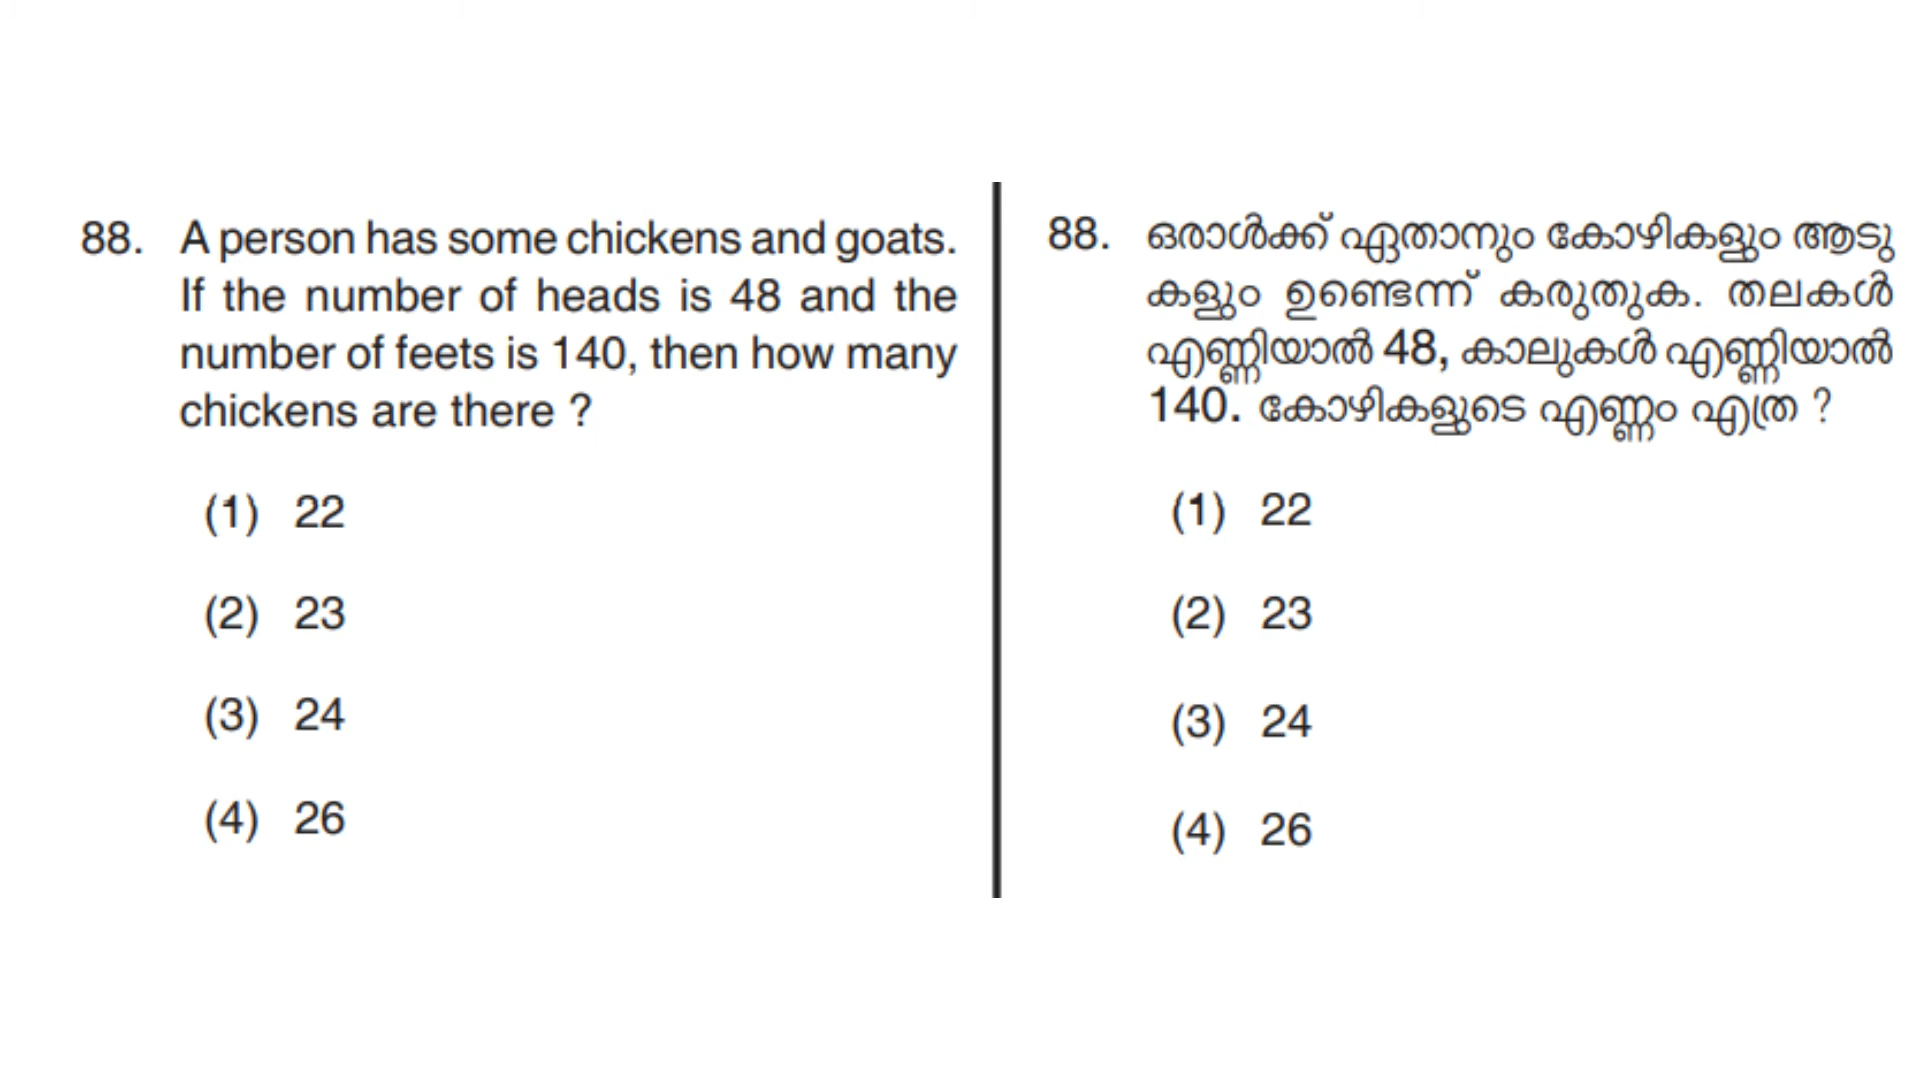 88. A person has some chickens and goats.
If the number of heads is 48 and the
number of feets is 140, then how many
chickens are there ?
(1) 22
(2) 23
(3) 24
(4) 26
88. ഒരാൾക്ക് ഏതാനും കോഴികളും ആടു
കളും ഉണ്ടെന്ന് കരുതുക. തലകൾ
എണ്ണിയാൽ 48, കാലുകൾ എണ്ണിയാൽ
140. കോഴികളുടെ എണ്ണം എത്ര ?
(1) 22
(2) 23
(3) 24
(4) 26